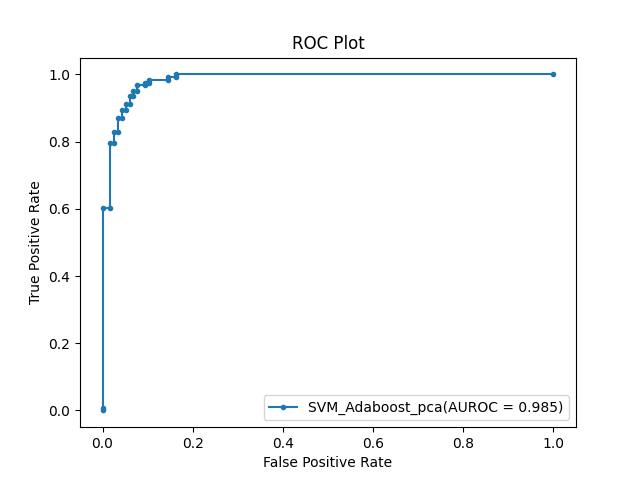 ROC Plot
1.0
0.8
0.6
0.4
0.2
0.0
True Positive Rate
SVM_Adaboost_pca(AUROC = 0.985)
0.0 0.2 0.4 0.6 0.8 1.0
False Positive Rate